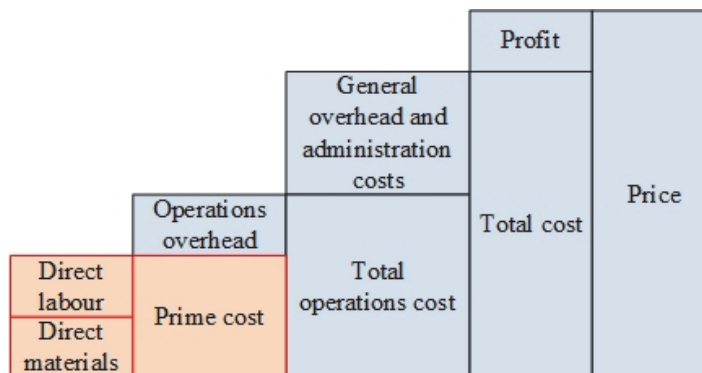 Profit
General
overhead and
administration
costs
Price
Operations
overhead
Total cost
Direct
labour
Total
operations cost
Prime cost
Direct
materials